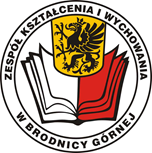 ZESPÓŁ KSZTAŁCENIA I WYCHOWANIA
W BRODNICY GÓRNEJ